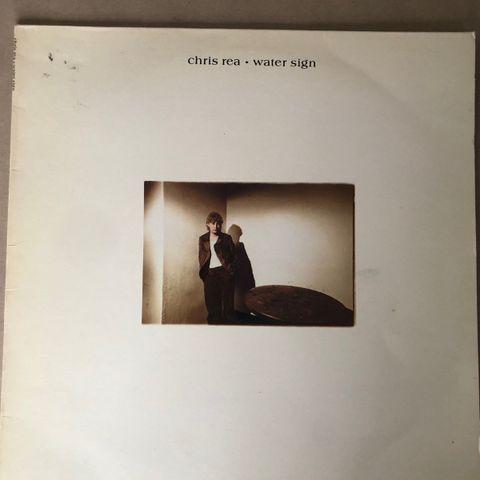 chris rea • water sign